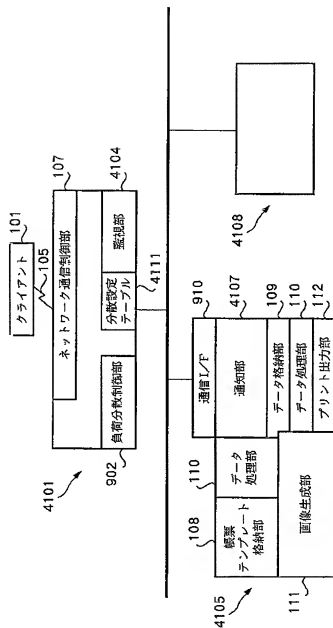 クライアント
101
105
107
ネットワーク通信制御部
4101
負荷分散制御部
902
分散設定
テーブル
4111
監視部
4104
4108
910
通信I/F
通知部
4107
データ格納部
109
データ処理部
110
プリント出力部
112
110
データ
処理部
108
帳票
テンプレート
格納部
4105
画像生成部
111